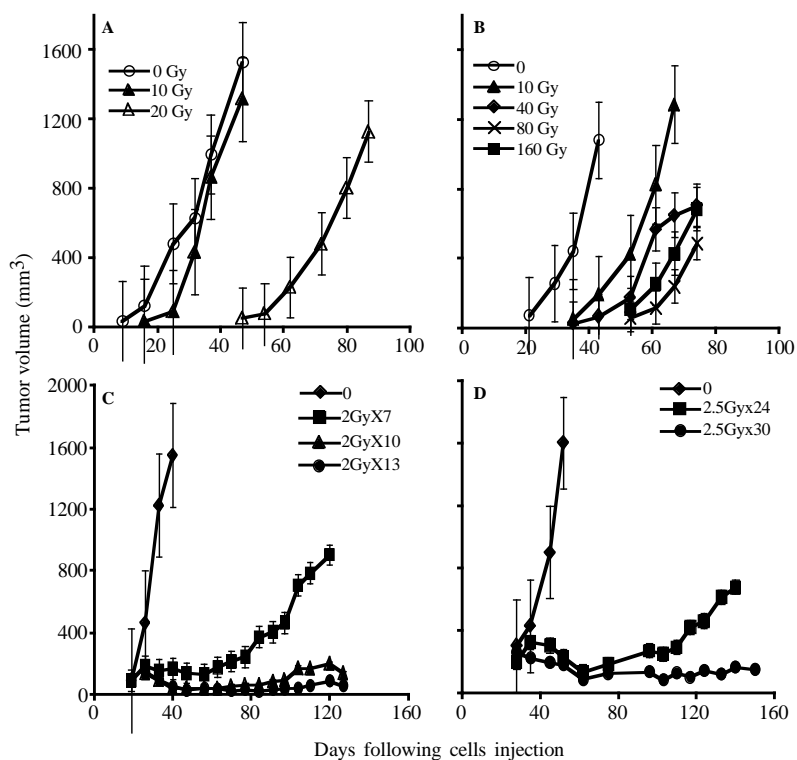 A
1600
1200
800
400
0
0 Gy
10 Gy
20 Gy
0 20 40 60 80 100
B
0
10 Gy
40 Gy
80 Gy
160 Gy
0 20 40 60 80 100
Tumor volume (mm³)
C
2000
1600
1200
800
400
0
0
2GyX7
2GyX10
2GyX13
0 40 80 120 160
D
0
2.5Gyx24
2.5Gyx30
0 40 80 120 160
Days following cells injection